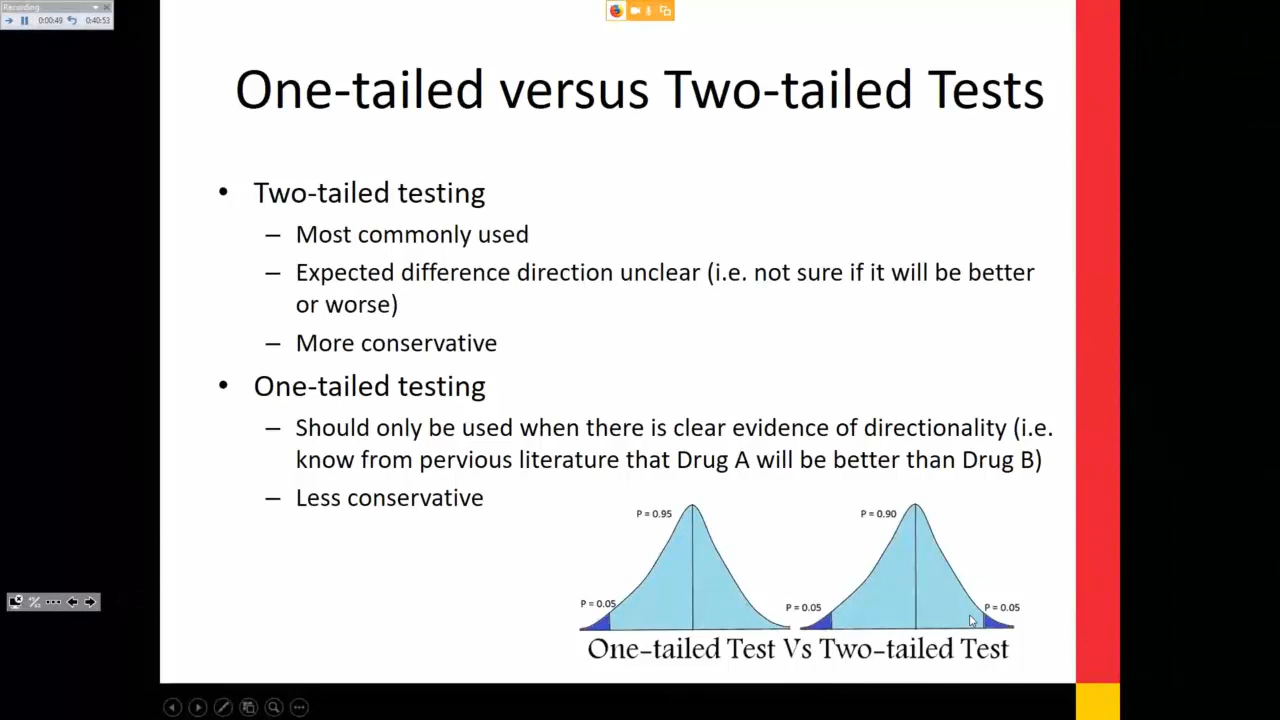 Recording
0:00:49
0:40:53
One-tailed versus Two-tailed Tests
• Two-tailed testing
– Most commonly used
– Expected difference direction unclear (i.e. not sure if it will be better
or worse)
– More conservative
• One-tailed testing
– Should only be used when there is clear evidence of directionality (i.e.
know from pervious literature that Drug A will be better than Drug B)
– Less conservative
P = 0.95
P = 0.90
P = 0.05
P = 0.05
P = 0.05
One-tailed Test Vs Two-tailed Test